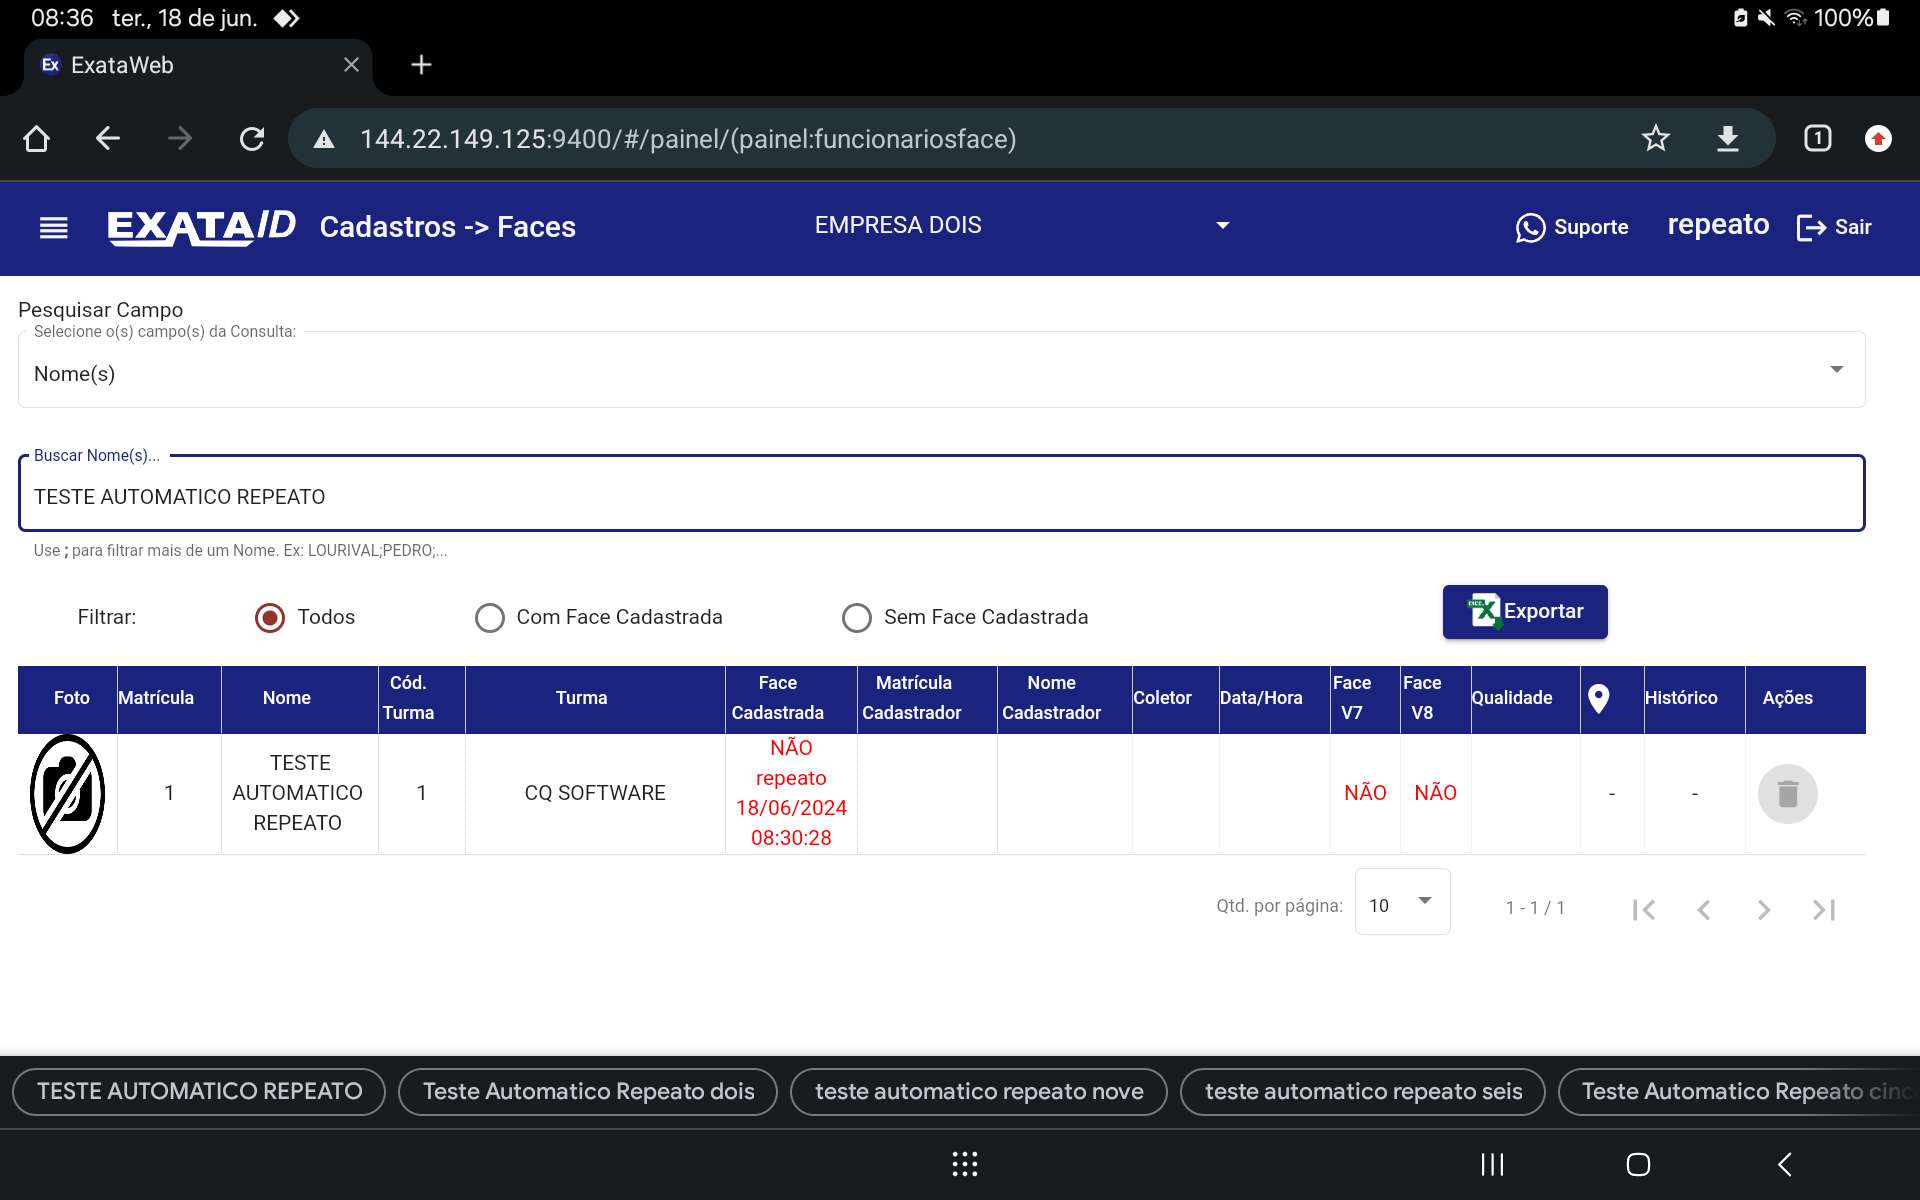 08:36 ter., 18 de jun. 100%
Ex ExataWeb
144.22.149.125:9400/#/painel/(painel:funcionariosface) 1
EXATA/ID Cadastros -> Faces EMPRESA DOIS Suporte repeato Sair
Pesquisar Campo
Selecione o(s) campo(s) da Consulta:
Nome(s)
Buscar Nome(s)...
TESTE AUTOMATICO REPEATO
Use ; para filtrar mais de um Nome. Ex: LOURIVAL;PEDRO;...
Filtrar: Todos Com Face Cadastrada Sem Face Cadastrada Exportar
Foto Matrícula Nome Cód. Turma Turma Face Cadastrada Matrícula Cadastrador Nome Cadastrador Coletor Data/Hora Face V7 Face V8 Qualidade Histórico Ações
1 TESTE AUTOMATICO REPEATO 1 CQ SOFTWARE NÃO repeato 18/06/2024 08:30:28 NÃO NÃO - -
Qtd. por página: 10 1 - 1 / 1
TESTE AUTOMATICO REPEATO Teste Automatico Repeato dois teste automatico repeato nove teste automatico repeato seis Teste Automatico Repeato cinc